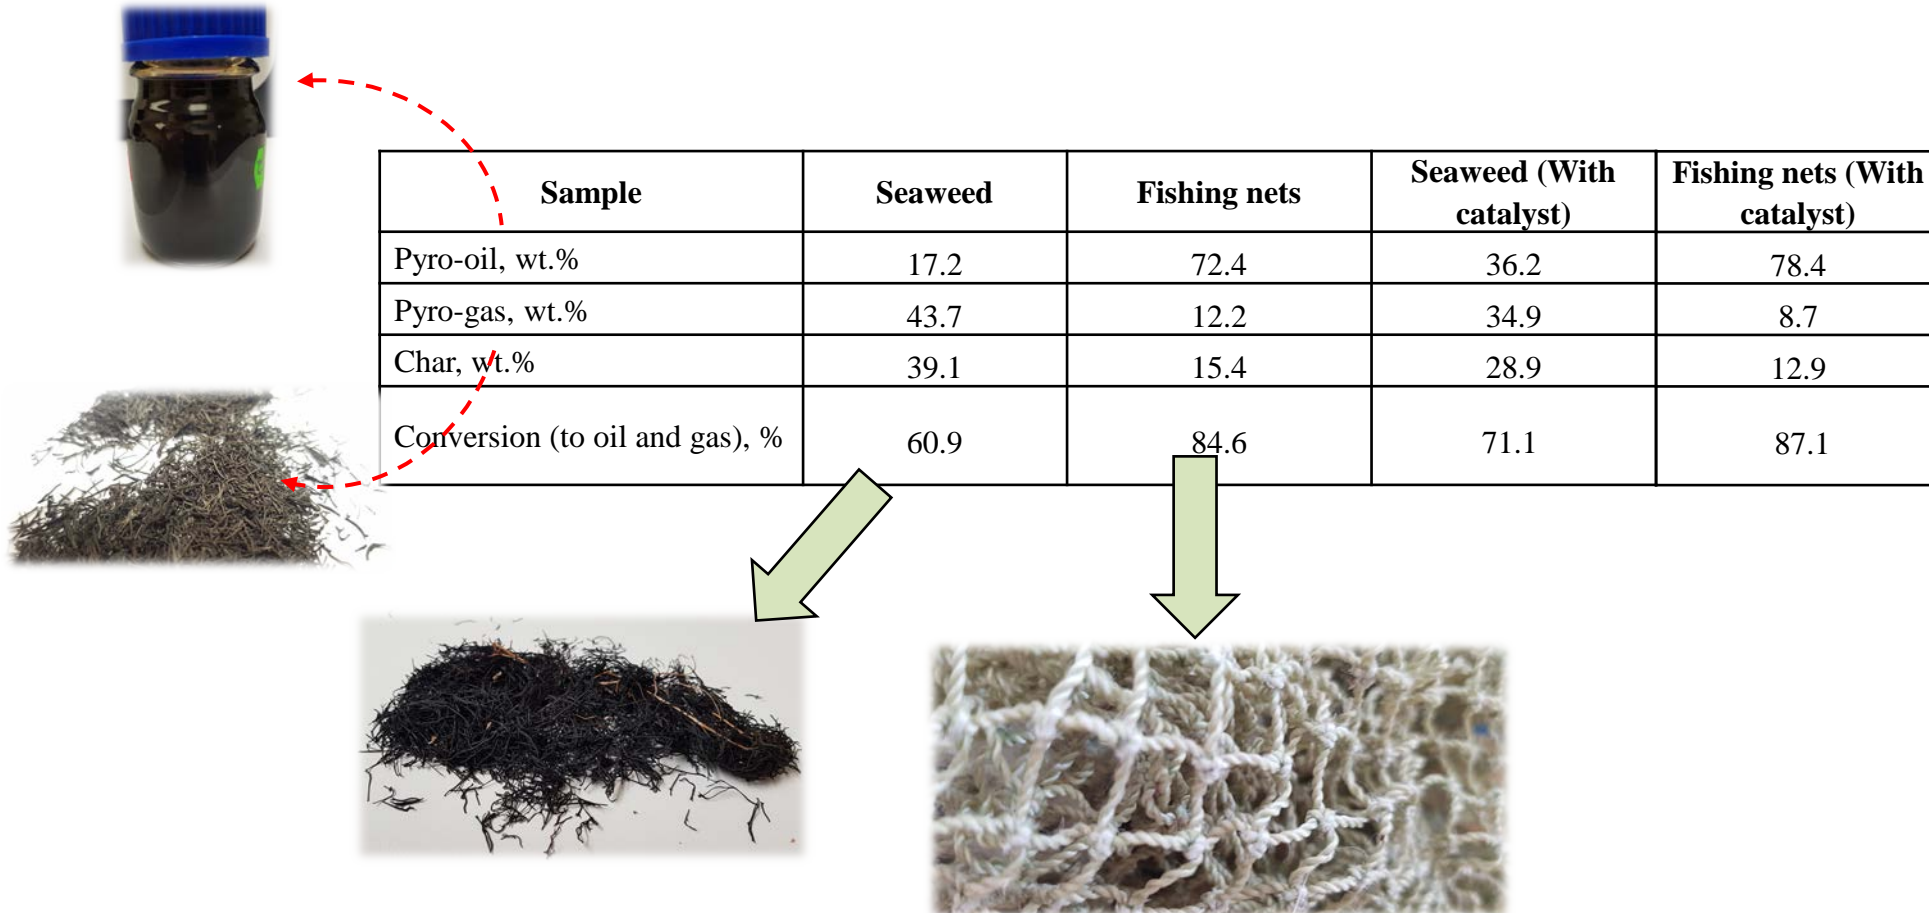 Sample Seaweed Fishing nets Seaweed (With catalyst) Fishing nets (With catalyst)
Pyro-oil, wt.% 17.2 72.4 36.2 78.4
Pyro-gas, wt.% 43.7 12.2 34.9 8.7
Char, wt.% 39.1 15.4 28.9 12.9
Conversion (to oil and gas), % 60.9 84.6 71.1 87.1